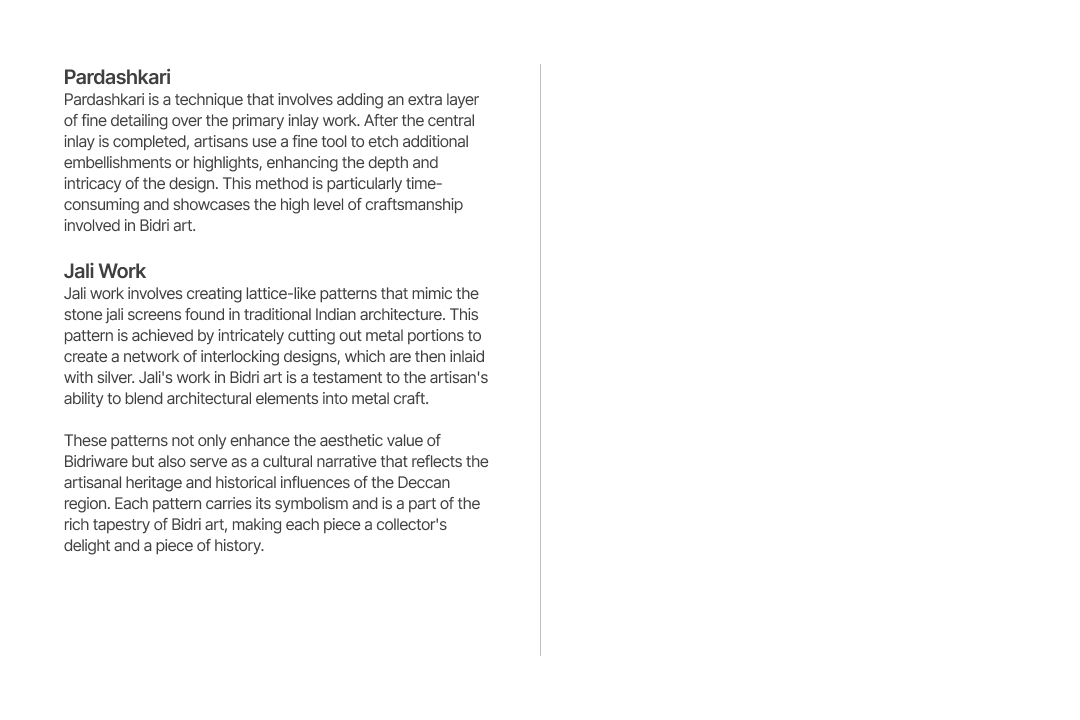 Pardashkari
Pardashkari is a technique that involves adding an extra layer
of fine detailing over the primary inlay work. After the central
inlay is completed, artisans use a fine tool to etch additional
embellishments or highlights, enhancing the depth and
intricacy of the design. This method is particularly time-
consuming and showcases the high level of craftsmanship
involved in Bidri art.
Jali Work
Jali work involves creating lattice-like patterns that mimic the
stone jali screens found in traditional Indian architecture. This
pattern is achieved by intricately cutting out metal portions to
create a network of interlocking designs, which are then inlaid
with silver. Jali's work in Bidri art is a testament to the artisan's
ability to blend architectural elements into metal craft.
These patterns not only enhance the aesthetic value of
Bidriware but also serve as a cultural narrative that reflects the
artisanal heritage and historical influences of the Deccan
region. Each pattern carries its symbolism and is a part of the
rich tapestry of Bidri art, making each piece a collector's
delight and a piece of history.